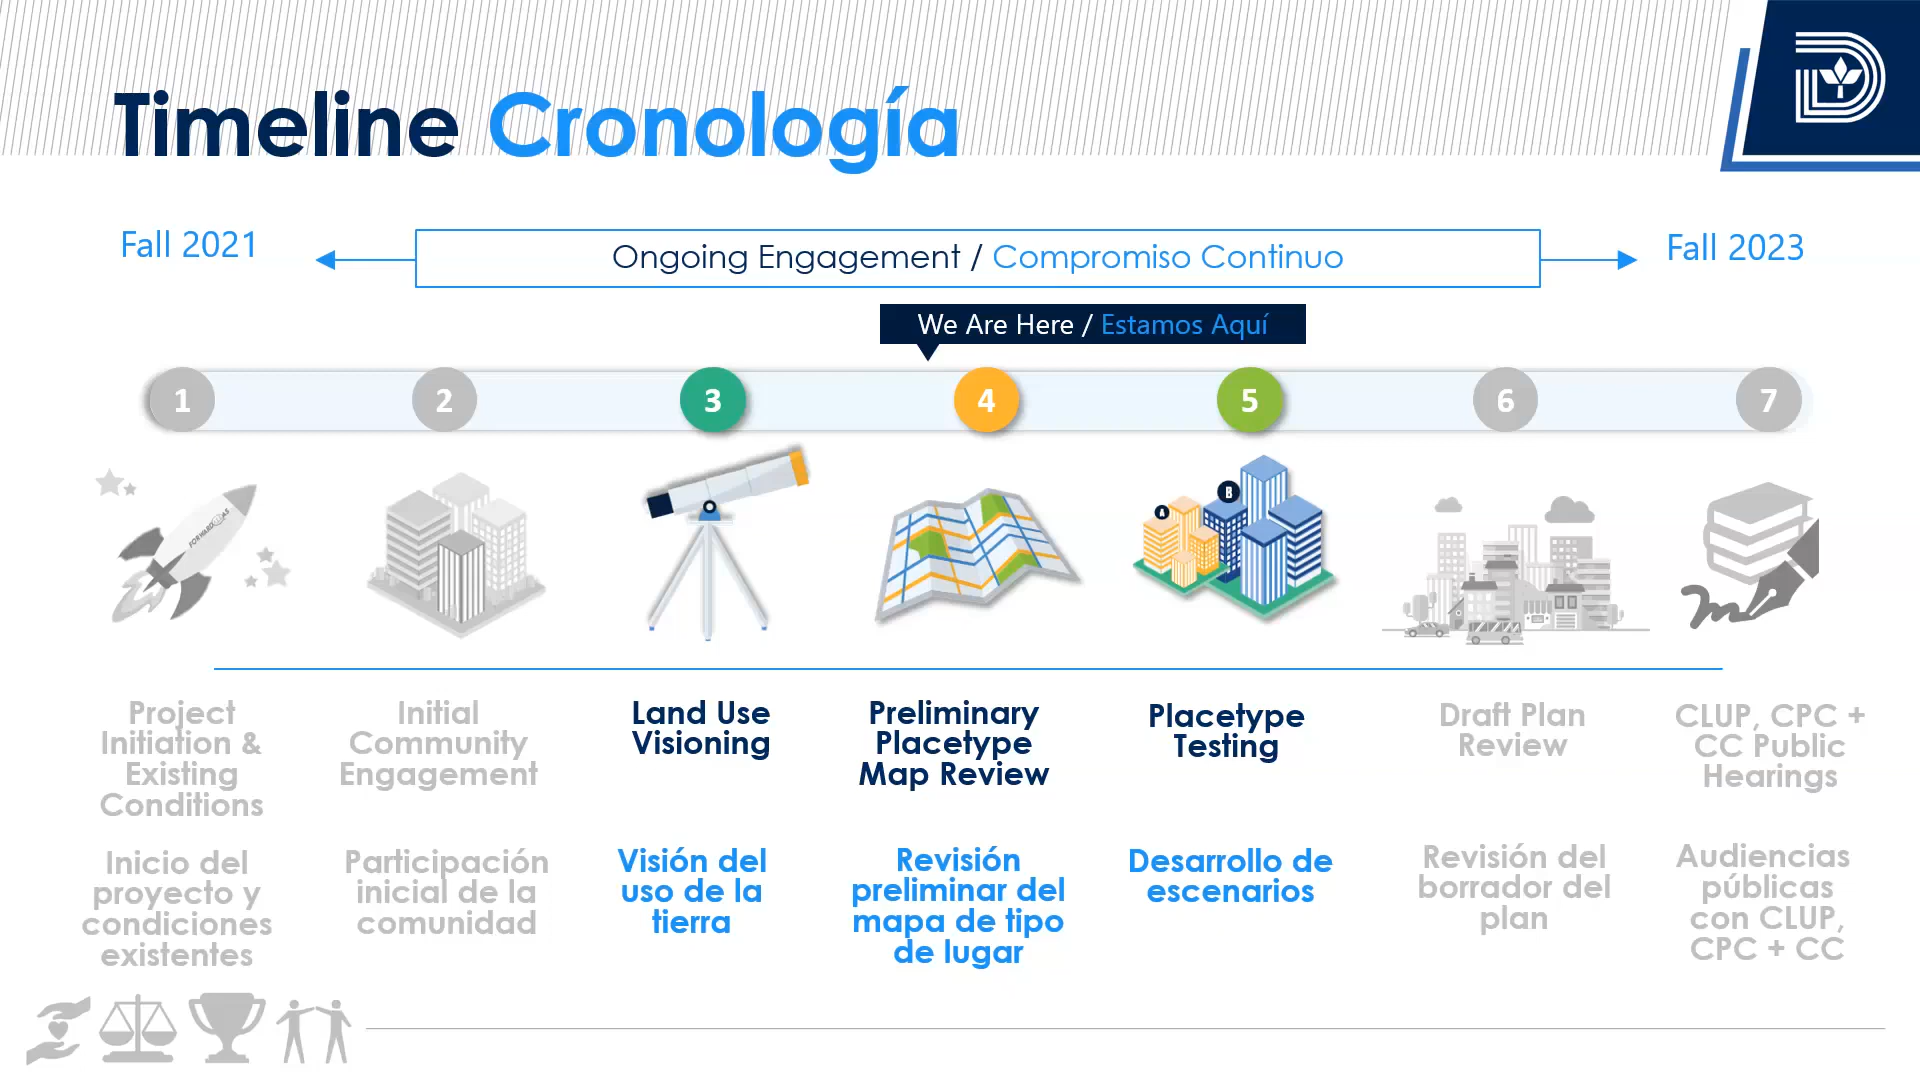 Timeline Cronología
Fall 2021
Ongoing Engagement / Compromiso Continuo
Fall 2023
We Are Here / Estamos Aquí
1
2
3
4
5
6
7
A
B
Project
Initiation &
Existing
Conditions
Initial
Community
Engagement
Land Use
Visioning
Preliminary
Placetype
Map Review
Placetype
Testing
Draft Plan
Review
CLUP, CPC +
CC Public
Hearings
Inicio del
proyecto y
condiciones
existentes
Participación
inicial de la
comunidad
Visión del
uso de la
tierra
Revisión
preliminar del
mapa de tipo
de lugar
Desarrollo de
escenarios
Revisión del
borrador del
plan
Audiencias
públicas
con CLUP,
CPC + CC